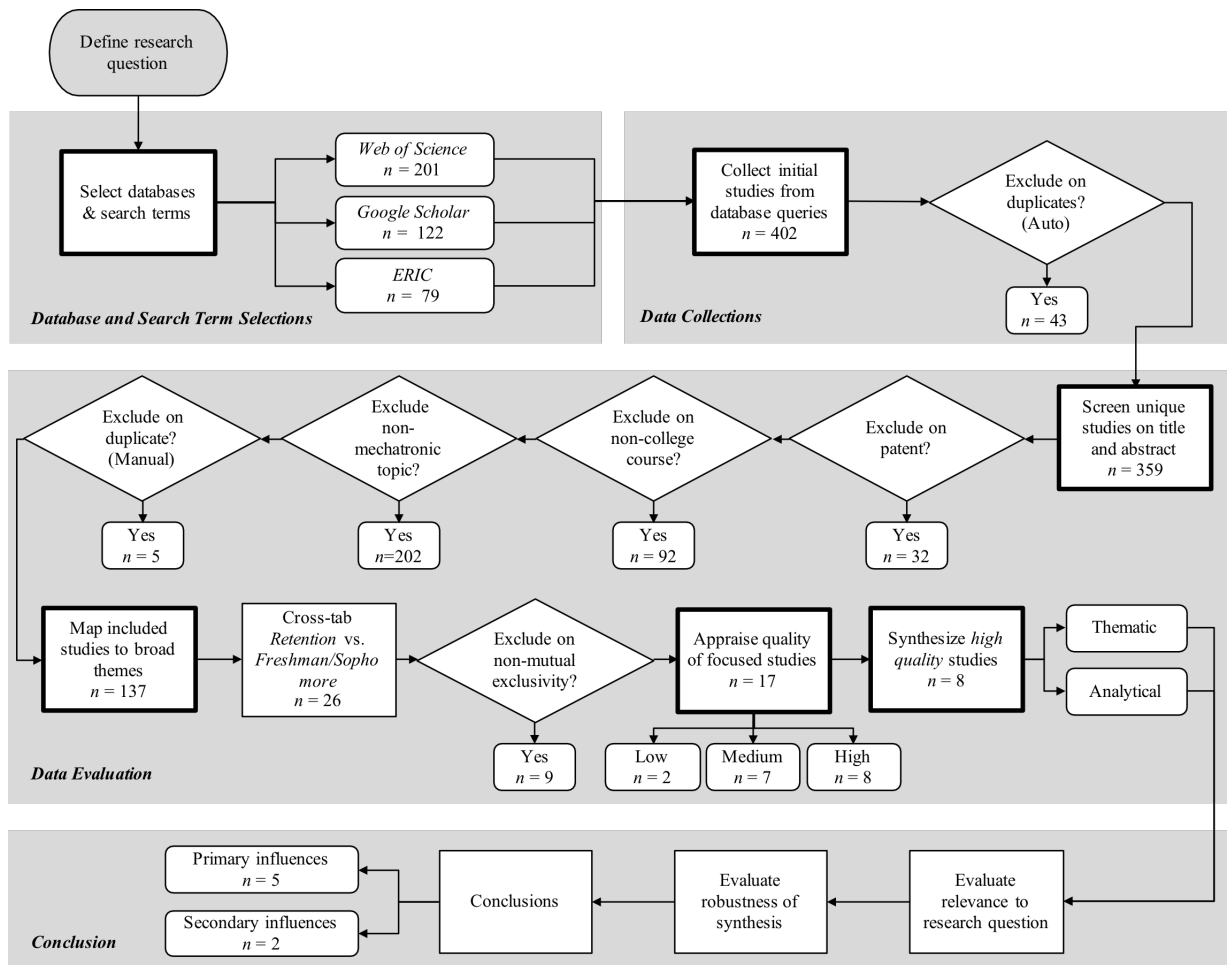 Define research
question
Select databases
& search terms
Web of Science
n = 201
Google Scholar
n = 122
ERIC
n = 79
Database and Search Term Selections
Collect initial
studies from
database queries
n = 402
Exclude on
duplicates?
(Auto)
Yes
n = 43
Data Collections
Screen unique
studies on title
and abstract
n = 359
Exclude on
patent?
Yes
n = 32
Exclude on
non-college
course?
Yes
n = 92
Exclude
non-
mechatronic
topic?
Yes
n=202
Exclude on
duplicate?
(Manual)
Yes
n = 5
Map included
studies to broad
themes
n = 137
Cross-tab
Retention vs.
Freshman/Sopho
more
n = 26
Exclude on
non-mutual
exclusivity?
Yes
n = 9
Appraise quality
of focused studies
n = 17
Low
n = 2
Medium
n = 7
High
n = 8
Synthesize high
quality studies
n = 8
Thematic
Analytical
Data Evaluation
Evaluate
relevance to
research question
Evaluate
robustness of
synthesis
Conclusions
Primary influences
n = 5
Secondary influences
n = 2
Conclusion